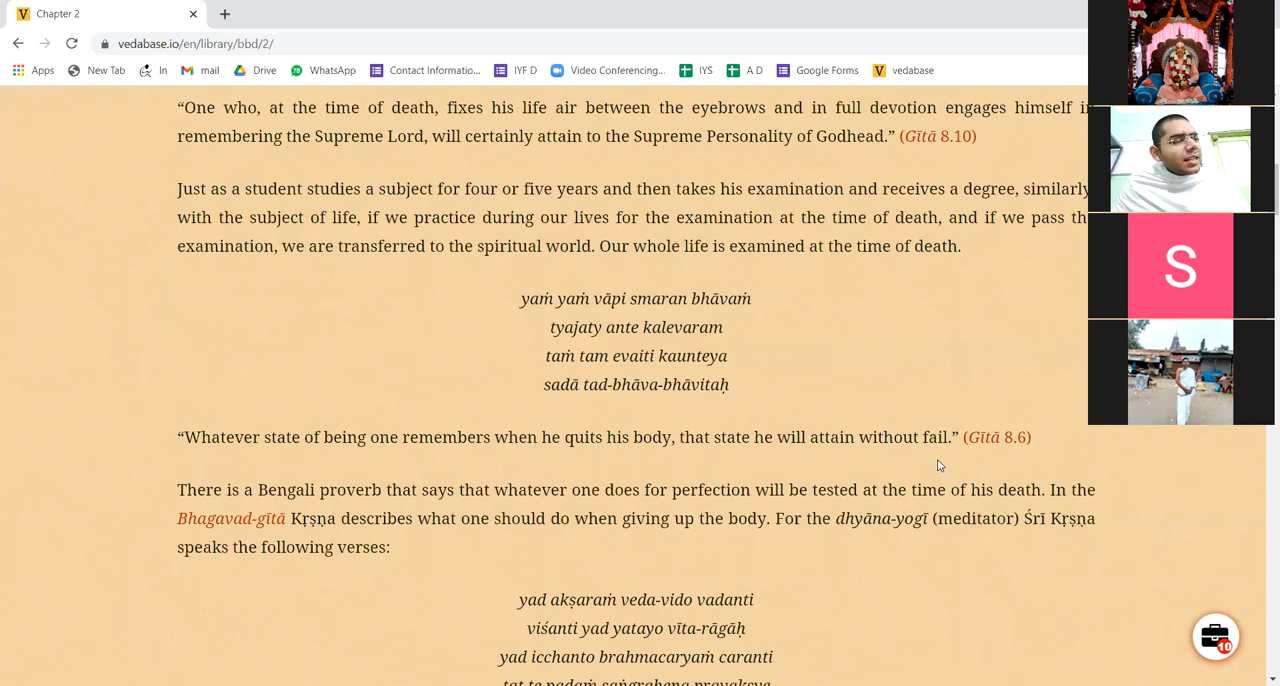 Chapter 2
vedabase.io/en/library/bbd/2/
Apps New Tab In mail Drive WhatsApp Contact Informatio... IYF D Video Conferencing... IYS A D Google Forms vedabase
“One who, at the time of death, fixes his life air between the eyebrows and in full devotion engages himself in
remembering the Supreme Lord, will certainly attain to the Supreme Personality of Godhead.” (Gītā 8.10)
Just as a student studies a subject for four or five years and then takes his examination and receives a degree, similarly
with the subject of life, if we practice during our lives for the examination at the time of death, and if we pass th
examination, we are transferred to the spiritual world. Our whole life is examined at the time of death.
yaṁ yaṁ vāpi smaran bhāvaṁ
tyajaty ante kalevaram
taṁ tam evaiti kaunteya
sadā tad-bhāva-bhāvitaḥ
“Whatever state of being one remembers when he quits his body, that state he will attain without fail.” (Gītā 8.6)
There is a Bengali proverb that says that whatever one does for perfection will be tested at the time of his death. In the
Bhagavad-gītā Kṛṣṇa describes what one should do when giving up the body. For the dhyāna-yogī (meditator) Śrī Kṛṣṇa
speaks the following verses:
yad akṣaraṁ veda-vido vadanti
viśanti yad yatayo vīta-rāgāḥ
yad icchanto brahmacaryaṁ caranti
tat te padaṁ saṅgraheṇa pravakṣye
S
10